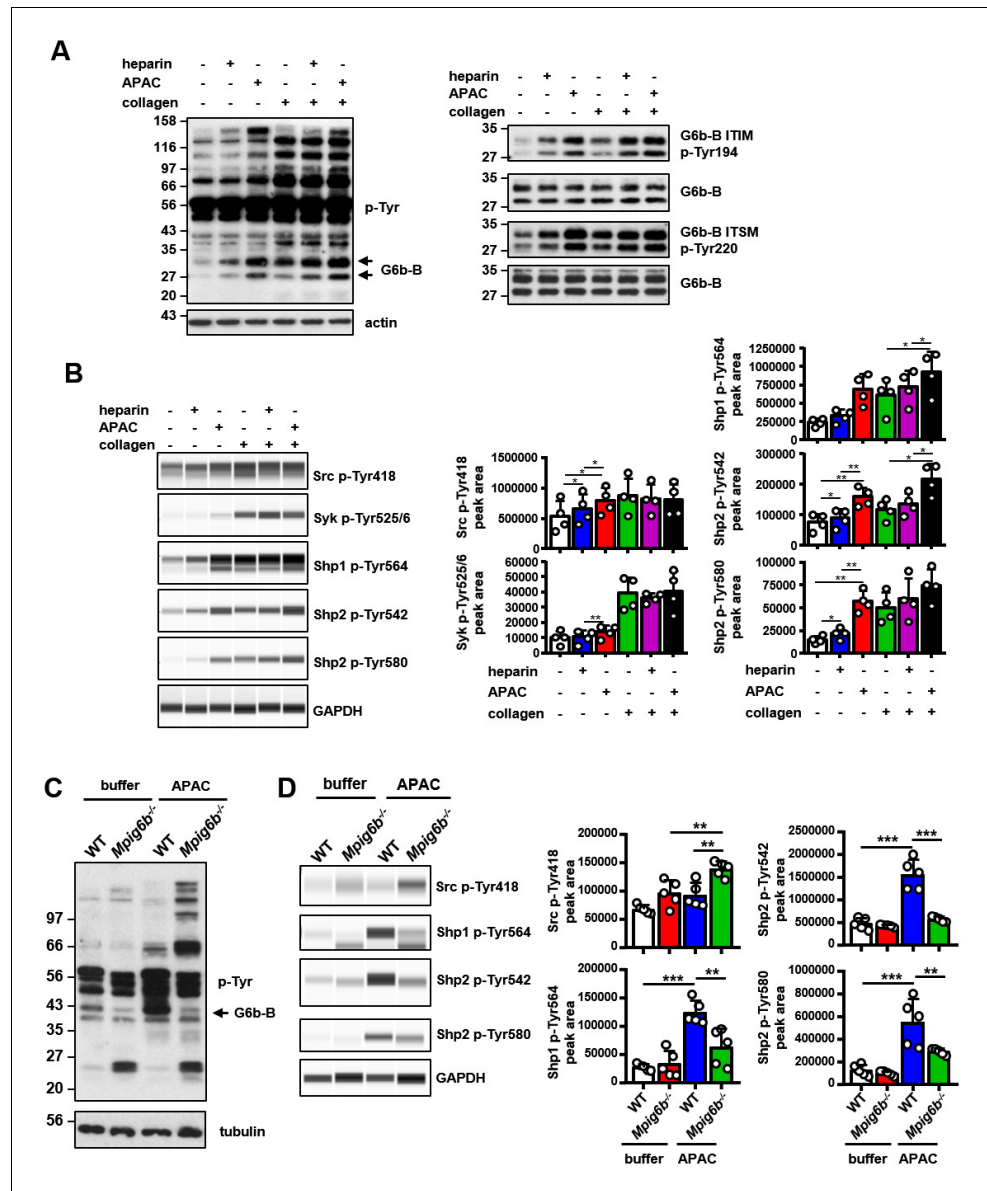 A
heparin - + - - + -
APAC - - + - - +
collagen - - - + + +
158
116
97
66
56
43
35
27
20
p-Tyr
G6b-B
43
actin
heparin - + - - + -
APAC - - + - - +
collagen - - - + + +
35
27
G6b-B ITIM
p-Tyr194
35
27
G6b-B
35
27
G6b-B ITSM
p-Tyr220
35
27
G6b-B
B
heparin - + - - + -
APAC - - + - - +
collagen - - - + + +
Src p-Tyr418
Syk p-Tyr525/6
Shp1 p-Tyr564
Shp2 p-Tyr542
Shp2 p-Tyr580
GAPDH
Src p-Tyr418
peak area
1500000
1000000
500000
0
* *
Syk p-Tyr525/6
peak area
60000
50000
40000
30000
20000
10000
0
**
heparin - + - - + -
APAC - - + - - +
collagen - - - + + +
Shp1 p-Tyr564
peak area
1250000
1000000
750000
500000
250000
0
* *
Shp2 p-Tyr542
peak area
300000
200000
100000
0
* ** ** * *
Shp2 p-Tyr580
peak area
100000
75000
50000
25000
0
* ** **
heparin - + - - + -
APAC - - + - - +
collagen - - - + + +
C
buffer APAC
WT Mpig6b-/- WT Mpig6b-/-
97
66
56
43
35
27
20
p-Tyr
G6b-B
56
tubulin
D
buffer APAC
WT Mpig6b-/- WT Mpig6b-/-
Src p-Tyr418
Shp1 p-Tyr564
Shp2 p-Tyr542
Shp2 p-Tyr580
GAPDH
Src p-Tyr418
peak area
200000
150000
100000
50000
0
**
**
Shp2 p-Tyr542
peak area
2500000
2000000
1500000
1000000
500000
0
*** ***
Shp1 p-Tyr564
peak area
200000
150000
100000
50000
0
*** **
WT Mpig6b-/- WT Mpig6b-/-
buffer APAC
Shp2 p-Tyr580
peak area
1000000
800000
600000
400000
200000
0
*** **
WT Mpig6b-/- WT Mpig6b-/-
buffer APAC